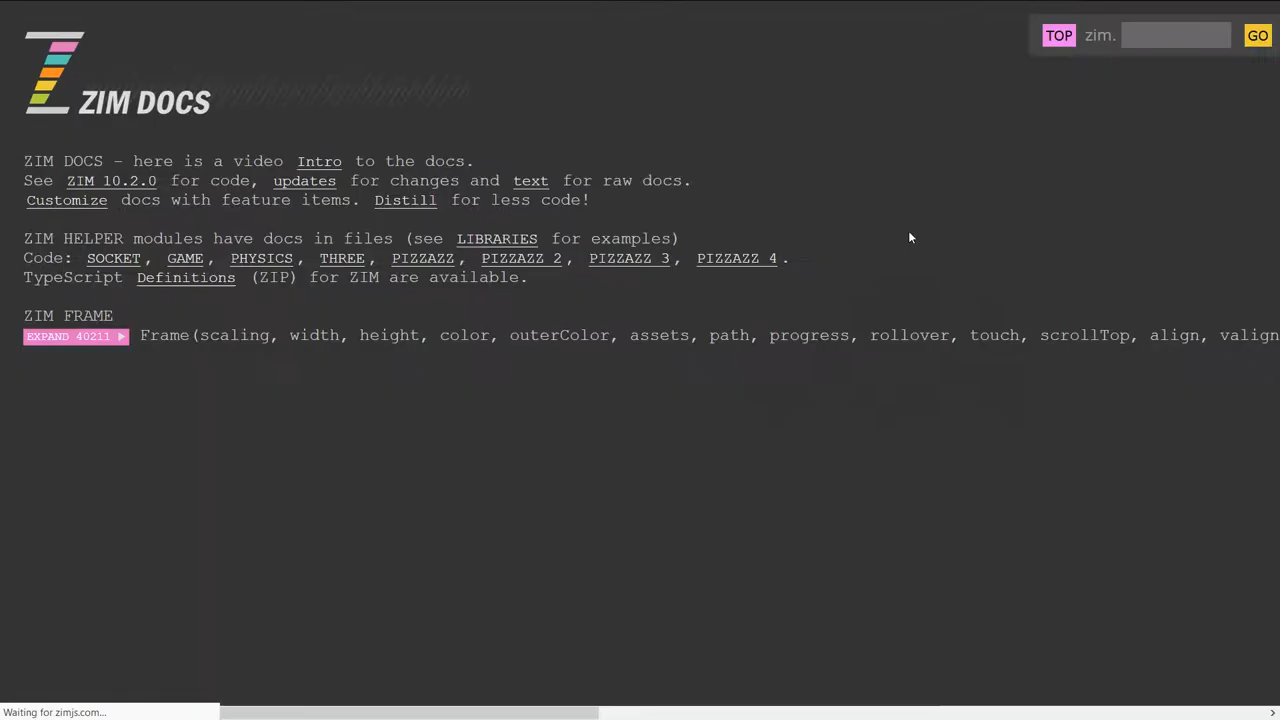 TOP zim. GO
ZIM DOCS
ZIM DOCS - here is a video Intro to the docs.
See ZIM 10.2.0 for code, updates for changes and text for raw docs.
Customize docs with feature items. Distill for less code!
ZIM HELPER modules have docs in files (see LIBRARIES for examples)
Code: SOCKET, GAME, PHYSICS, THREE, PIZZAZZ, PIZZAZZ 2, PIZZAZZ 3, PIZZAZZ 4.
TypeScript Definitions (ZIP) for ZIM are available.
ZIM FRAME
EXPAND 40211 ▶ Frame(scaling, width, height, color, outerColor, assets, path, progress, rollover, touch, scrollTop, align, valign
Waiting for zimjs.com...